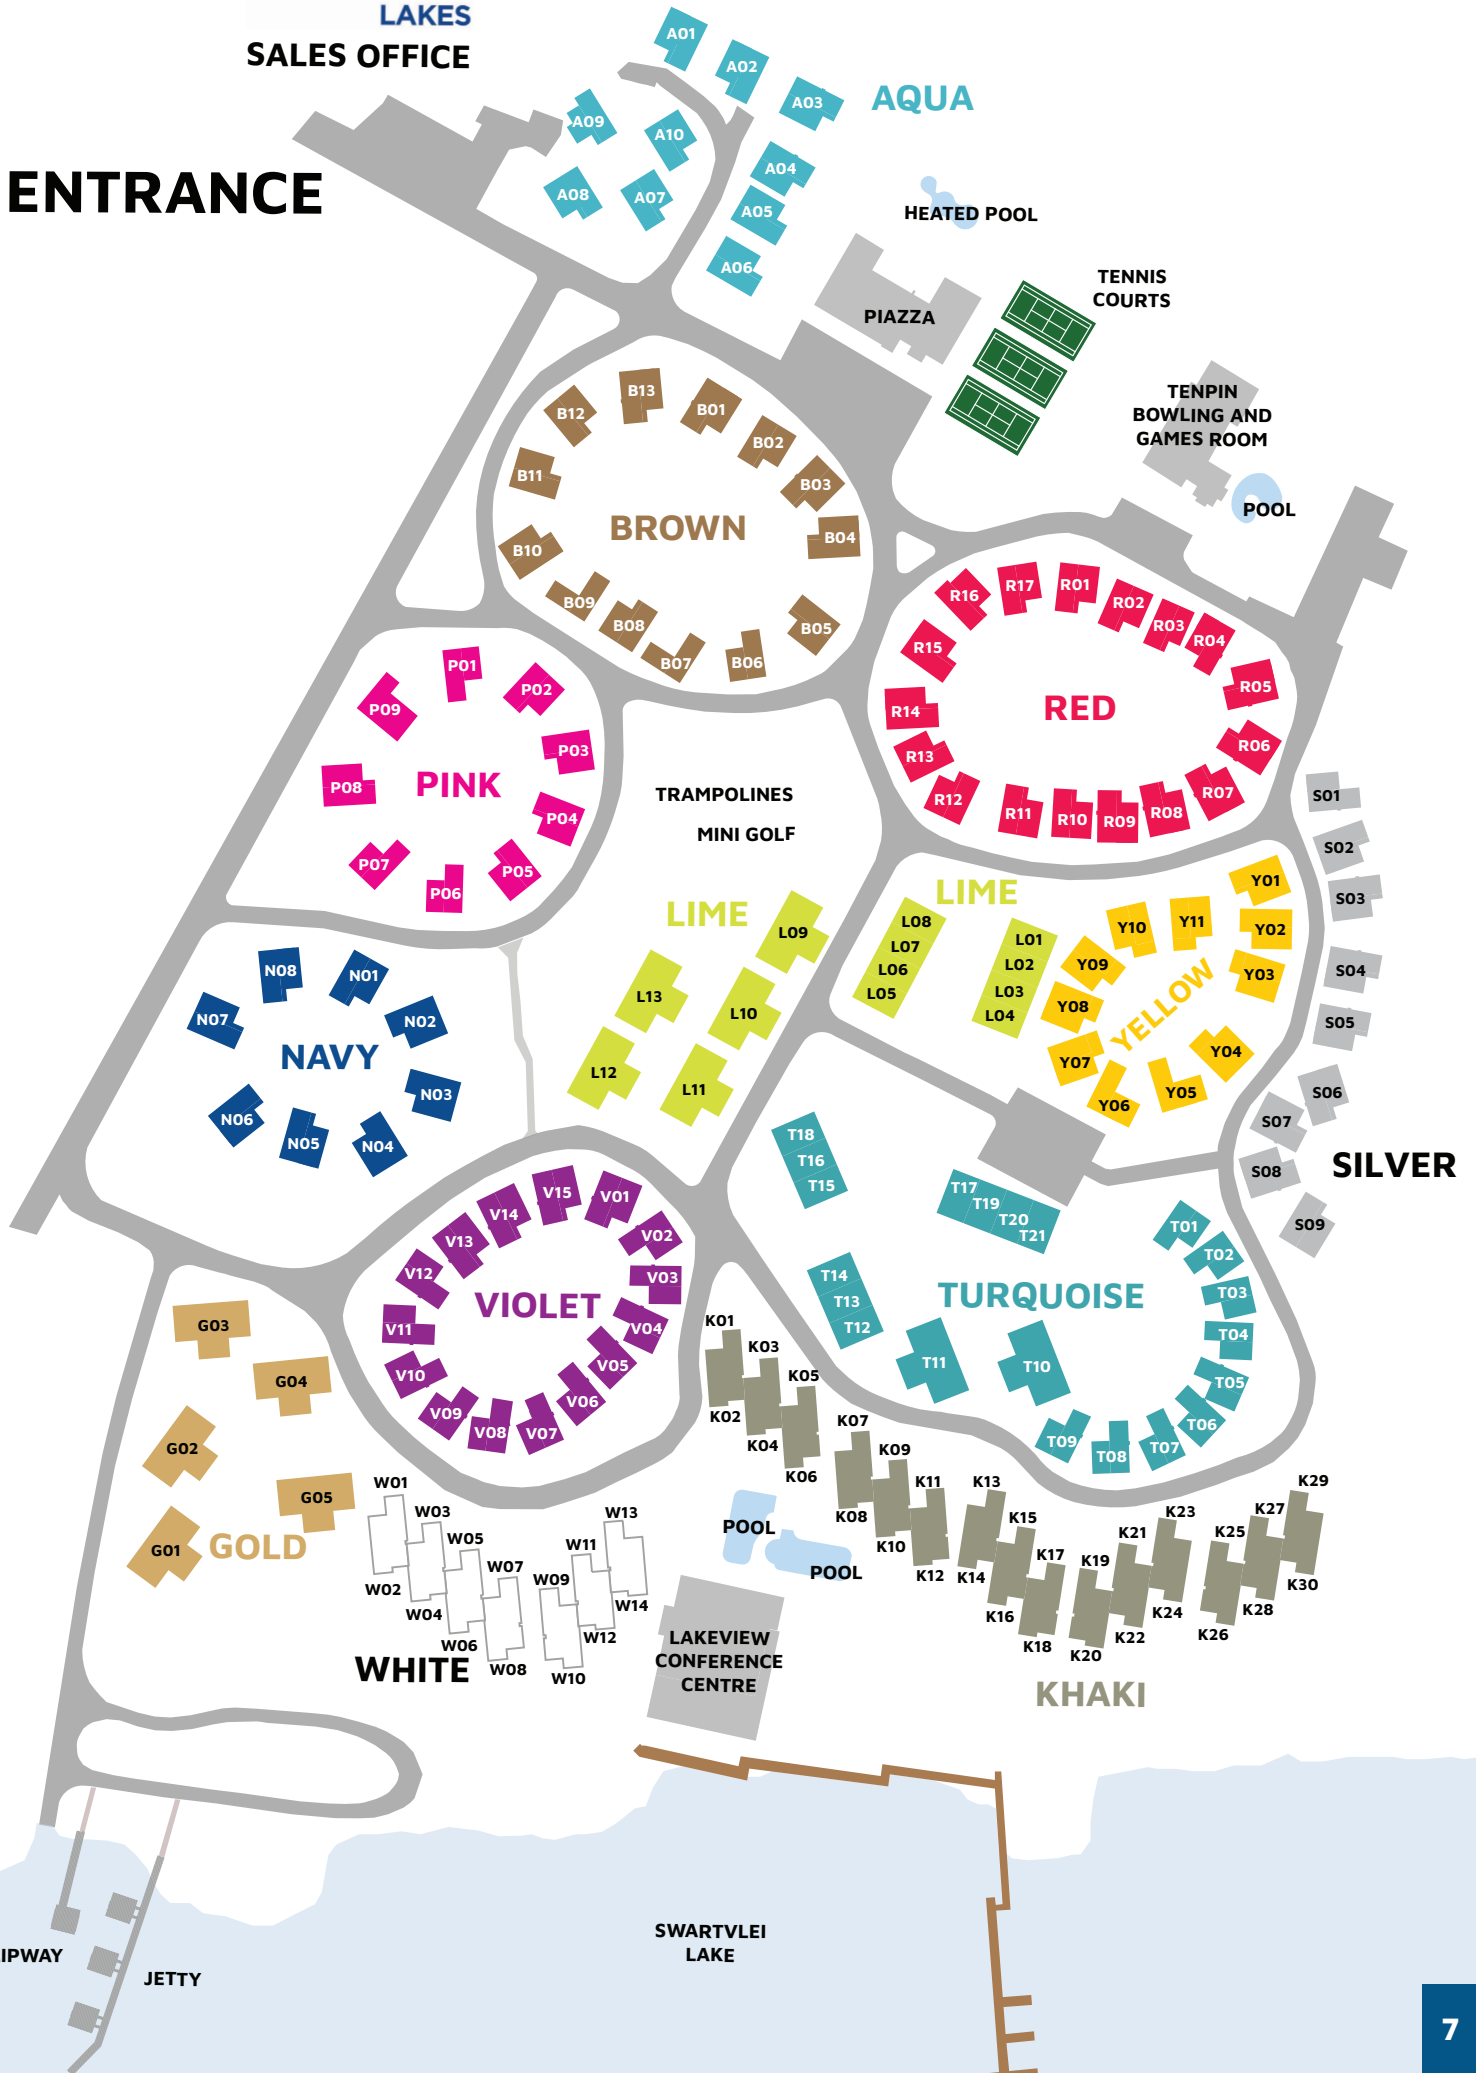 LAKES
SALES OFFICE
ENTRANCE
A01
A02
A03
AQUA
A09
A10
A04
A08
A07
A05
A06
HEATED POOL
TENNIS
COURTS
PIAZZA
TENPIN
BOWLING AND
GAMES ROOM
POOL
B13
B12
B01
B02
B11
B03
BROWN
B04
B10
B09
B08
B05
B07
B06
R17
R01
R16
R02
R03
R04
R15
R05
R14
RED
R13
R06
R12
R07
R11
R10
R09
R08
P01
P02
P09
P03
P08
PINK
P04
P07
P05
P06
TRAMPOLINES
MINI GOLF
S01
S02
S03
S04
S05
S06
S07
S08
S09
SILVER
LIME
L09
L13
L10
L12
L11
LIME
L08
L07
L06
L05
L01
L02
L03
L04
Y01
Y11
Y10
Y02
Y09
Y03
Y08
YELLOW
Y07
Y04
Y05
Y06
N08
N01
N07
N02
NAVY
N03
N06
N05
N04
T18
T16
T15
T17
T19
T20
T21
T01
T02
T14
T13
T12
TURQUOISE
T03
T04
T11
T10
T05
T06
T09
T08
T07
V15
V01
V14
V13
V02
V12
V03
VIOLET
V11
V04
V05
V10
V06
V09
V08
V07
G03
G04
G02
G05
G01
GOLD
K01
K03
K05
K02
K04
K06
K07
K09
K11
K08
K10
K12
K13
K15
K17
K14
K16
K18
K19
K21
K23
K20
K22
K24
K25
K27
K29
K26
K28
K30
KHAKI
W01
W03
W05
W07
W02
W04
W06
W08
W09
W11
W13
W10
W12
W14
WHITE
POOL
POOL
LAKEVIEW
CONFERENCE
CENTRE
SWARTVLEI
LAKE
IPWAY
JETTY
7